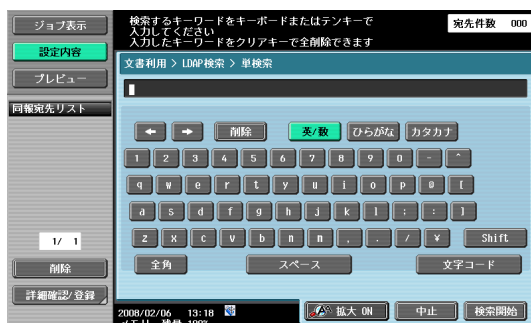 ジョブ表示
設定内容
プレビュー
同報宛先リスト
1/ 1
削除
詳細確認/登録
検索するキーワードをキーボードまたはテンキーで
入力してください
入力したキーワードをクリアキーで全削除できます
宛先件数 000
文書利用 > LDAP検索 > 単検索
← → 削除 英/数 ひらがな カタカナ
1 2 3 4 5 6 7 8 9 0 - ^
q w e r t y u i o p @ [
a s d f g h j k l ; : ]
z x c v b n m , . / ¥ Shift
全角 スペース 文字コード
2008/02/06 13:18
メモリ 残量 100%
拡大 ON 中止 検索開始